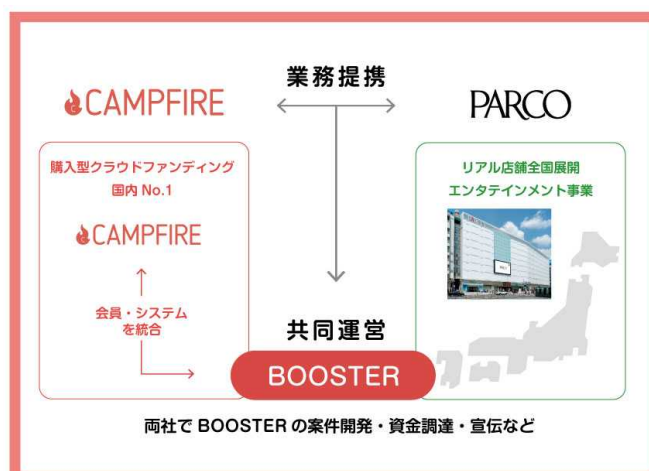 業務提携
CAMPFIRE
PARCO
購入型クラウドファンディング
国内 No.1
CAMPFIRE
会員・システム
を統合
リアル店舗全国展開
エンタテインメント事業
共同運営
BOOSTER
両社で BOOSTER の案件開発・資金調達・宣伝など